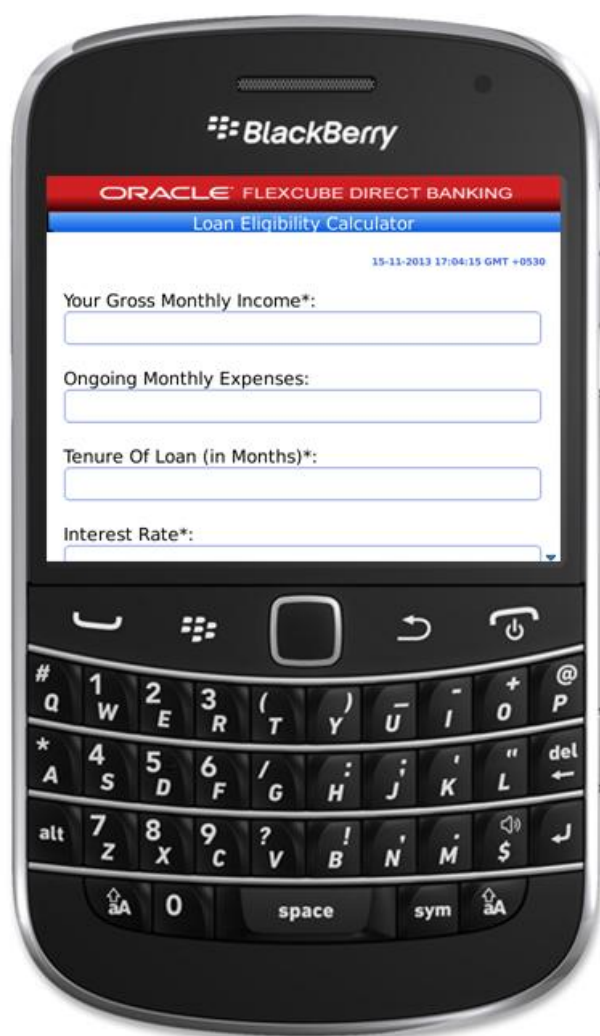 BlackBerry
ORACLE FLEXCUBE DIRECT BANKING
Loan Eligibility Calculator
15-11-2013 17:04:15 GMT +0530
Your Gross Monthly Income*:
Ongoing Monthly Expenses:
Tenure Of Loan (in Months)*:
Interest Rate*:
# 1 2 3 ( ) _ - + @
Q W E R T Y U I O P
* 4 5 6 / : ; ' " del
A S D F G H J K L
alt 7 8 9 ? ! , . $
Z X C V B N M
aA 0 space sym aA